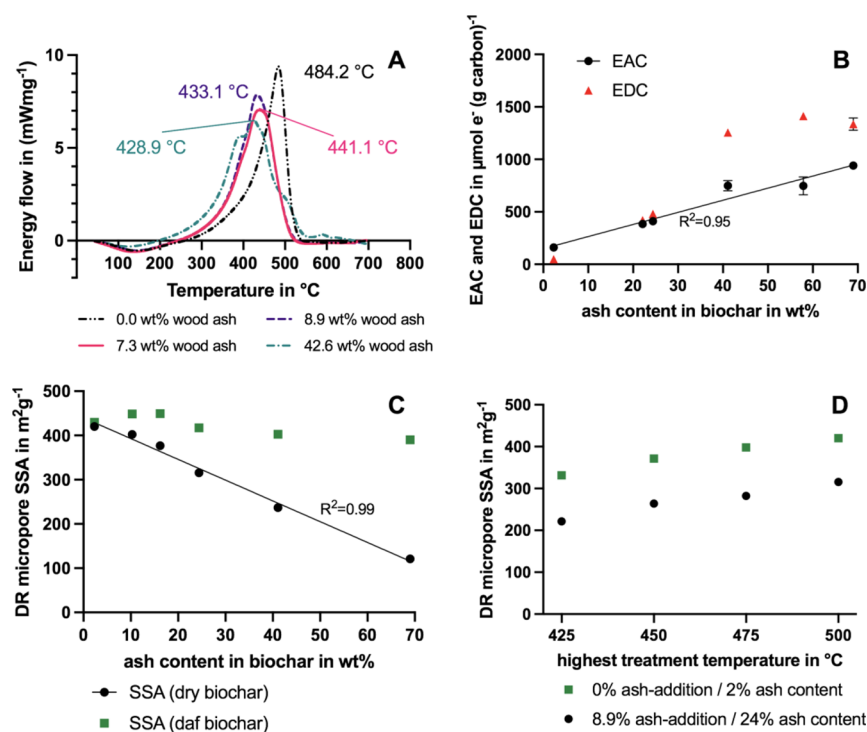 A
Energy flow in (mWmg⁻¹)
10
5
0
484.2 °C
433.1 °C
428.9 °C
441.1 °C
100 200 300 400 500 600 700 800
Temperature in °C
0.0 wt% wood ash
8.9 wt% wood ash
7.3 wt% wood ash
42.6 wt% wood ash
B
EAC and EDC in µmol e⁻ (g carbon)⁻¹
2000
1500
1000
500
0
EAC
EDC
R²=0.95
0 10 20 30 40 50 60 70
ash content in biochar in wt%
C
DR micropore SSA in m²g⁻¹
500
400
300
200
100
0
R²=0.99
0 10 20 30 40 50 60 70
ash content in biochar in wt%
SSA (dry biochar)
SSA (daf biochar)
D
DR micropore SSA in m²g⁻¹
500
400
300
200
100
0
425 450 475 500
highest treatment temperature in °C
0% ash-addition / 2% ash content
8.9% ash-addition / 24% ash content